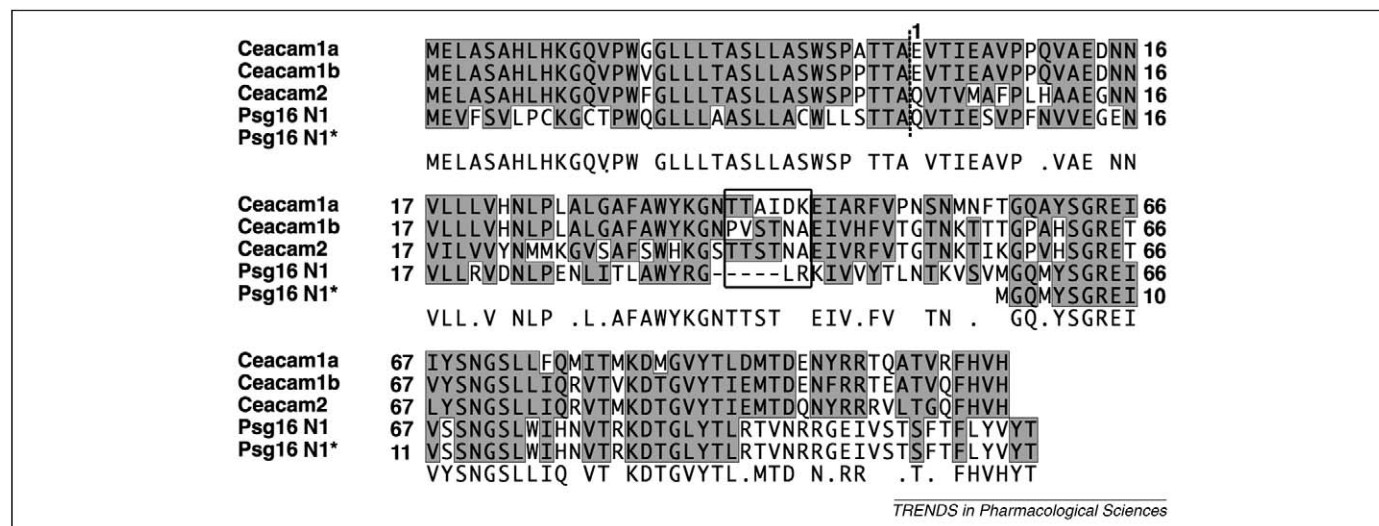 1
Ceacam1a MELASAHLHKGQVPWGGLLLTASLLASWSPATTAEVTIEAVPPQVAEDNN 16
Ceacam1b MELASAHLHKGQVPWVGLLLTASLLASWSPPTTAEVTIEAVPPQVAEDNN 16
Ceacam2 MELASAHLHKGQVPWFGLLLTASLLASWSPPTTAQVTVMAFPLHAAEGNN 16
Psg16 N1 MEVFSVLPCKGCTPWQGLLLAASLLACWLLSTTAQVTIESVPFNVVEGEN 16
Psg16 N1*
MELASAHLHKGQVPW GLLLTASLLASWSP TTA VTIEAVP .VAE NN
Ceacam1a 17 VLLLVHNLPLALGAFAWYKGNTTAIDKEIARFVPNSNMNFTGQAYSGREI 66
Ceacam1b 17 VLLLVHNLPLALGAFAWYKGNPVSTNAEIVHFVTGTNKTTTGPAHSGRET 66
Ceacam2 17 VILVVYNMMKGVSAFSWHKGSTTSTNAEIVRFVTGTNKTIKGPVHSGRET 66
Psg16 N1 17 VLLRVDNLPENLITLAWYRG-----LRKIVVYTLNTKVSVMGQMYSGREI 66
Psg16 N1* MGQMYSGREI 10
VLL.V NLP .L.AFAWYKGNTTST EIV.FV TN . GQ.YSGREI
Ceacam1a 67 IYSNGSLLFQMITMKDMGVYTLDMTDENYRRTQATVRFHVH
Ceacam1b 67 VYSNGSLLIQRVTVKDTGVYTIEMTDENFRRTEATVQFHVH
Ceacam2 67 LYSNGSLLIQRVTMKDTGVYTIEMTDQNYRRRVLTGQFHVH
Psg16 N1 67 VSSNGSLWIHNVTRKDTGLYTLRTVNRRGEIVSTSFTFLYVYT
Psg16 N1* 11 VSSNGSLWIHNVTRKDTGLYTLRTVNRRGEIVSTSFTFLYVYT
VYSNGSLLIQ VT KDTGVYTL.MTD N.RR .T. FHVHYT
TRENDS in Pharmacological Sciences